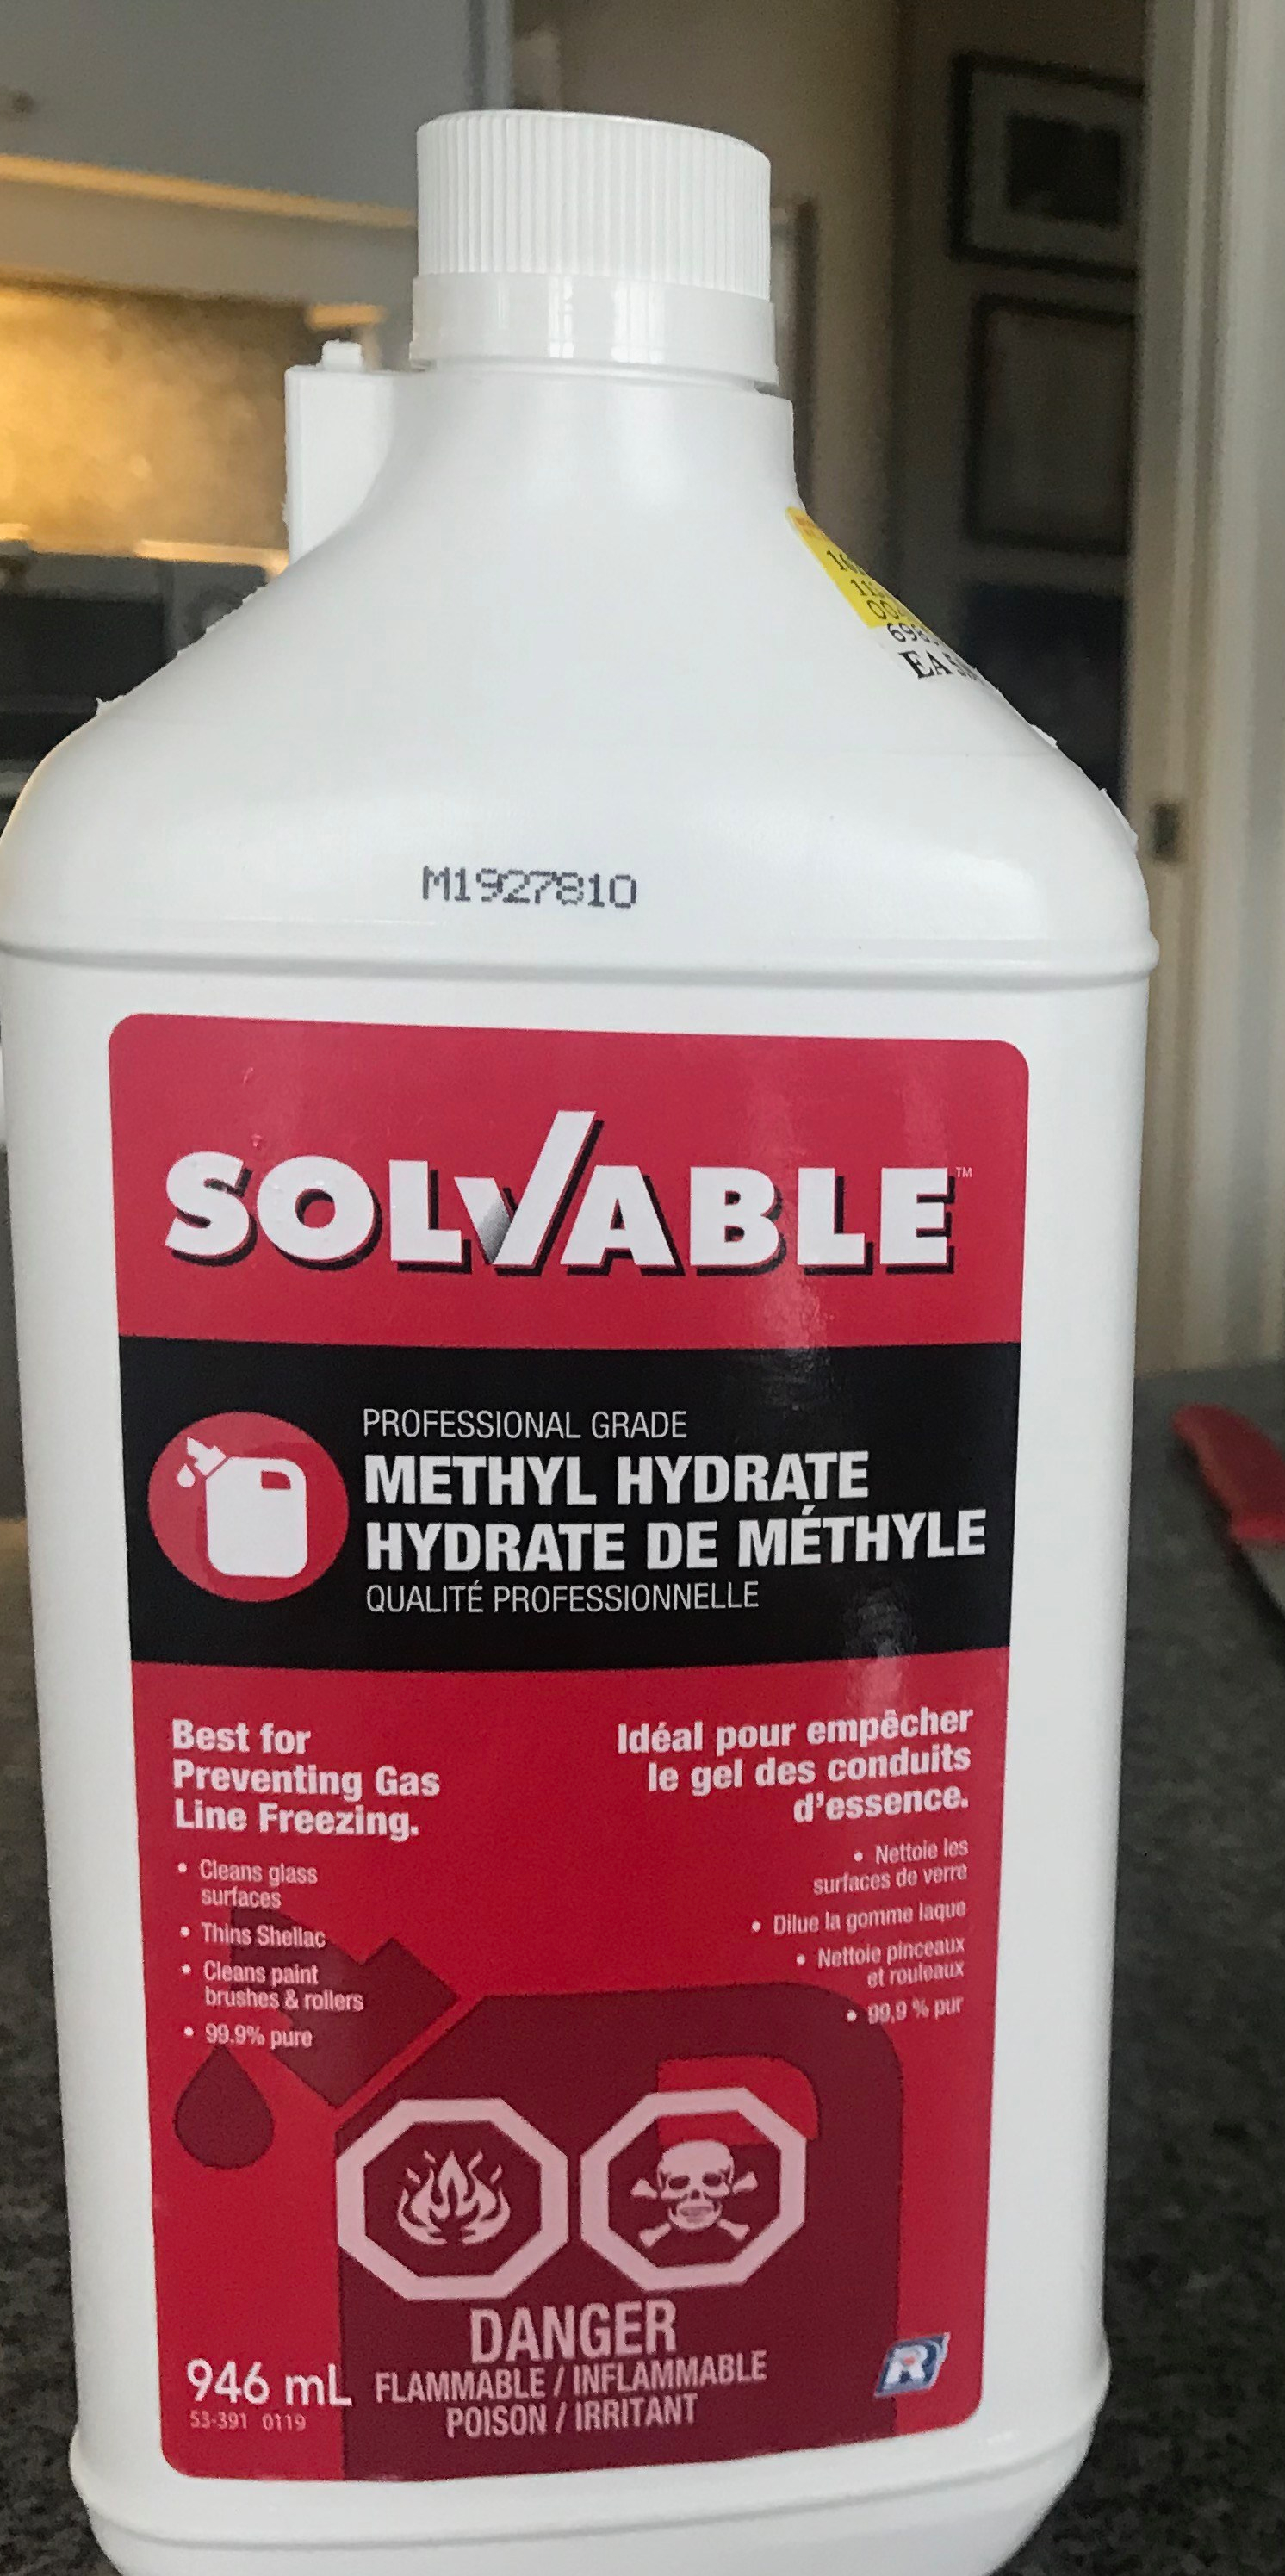 M1927810
SOLVABLE™
PROFESSIONAL GRADE
METHYL HYDRATE
HYDRATE DE MÉTHYLE
QUALITÉ PROFESSIONNELLE
Best for
Preventing Gas
Line Freezing.
• Cleans glass
surfaces
• Thins Shellac
• Cleans paint
brushes & rollers
• 99.9% pure
Idéal pour empêcher
le gel des conduits
d'essence.
• Nettoie les
surfaces de verre
• Dilue la gomme laque
• Nettoie pinceaux
et rouleaux
• 99,9 % pur
DANGER
FLAMMABLE / INFLAMMABLE
POISON / IRRITANT
946 mL
53-391 0119
R